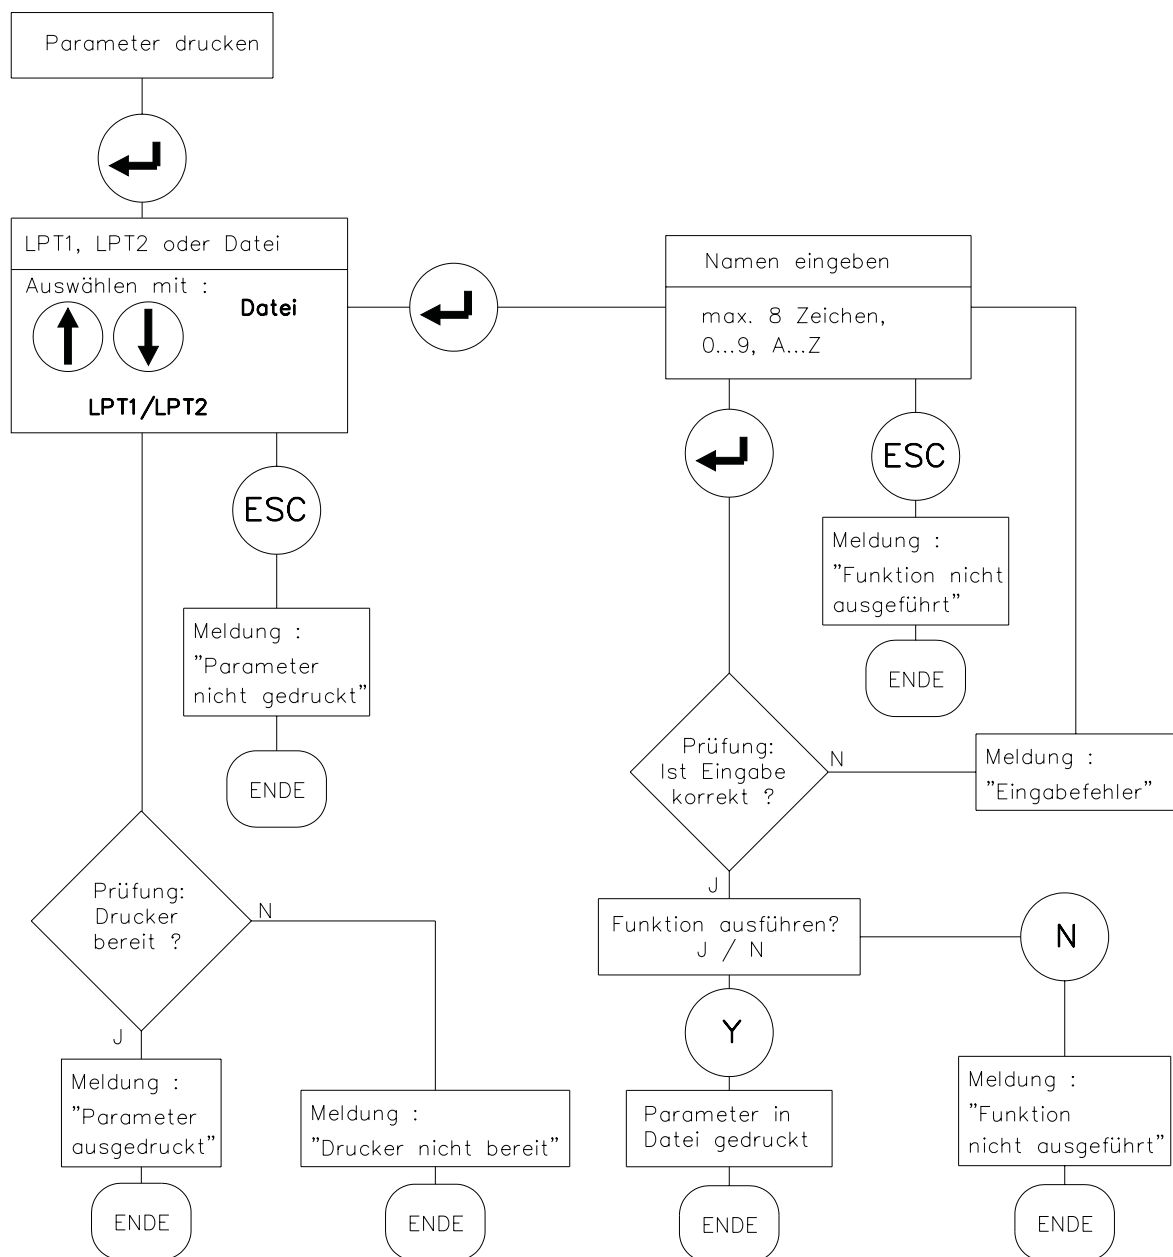 Parameter drucken
LPT1, LPT2 oder Datei
Auswählen mit :
Datei
LPT1/LPT2
ESC
Meldung :
"Parameter
nicht gedruckt"
ENDE
Prüfung:
Drucker
bereit ?
N
J
Meldung :
"Parameter
ausgedruckt"
ENDE
Meldung :
"Drucker nicht bereit"
ENDE
Namen eingeben
max. 8 Zeichen,
0...9, A...Z
ESC
Meldung :
"Funktion nicht
ausgeführt"
ENDE
Prüfung:
Ist Eingabe
korrekt ?
N
Meldung :
"Eingabefehler"
J
Funktion ausführen?
J / N
N
Y
Parameter in
Datei gedruckt
ENDE
Meldung :
"Funktion
nicht ausgeführt"
ENDE